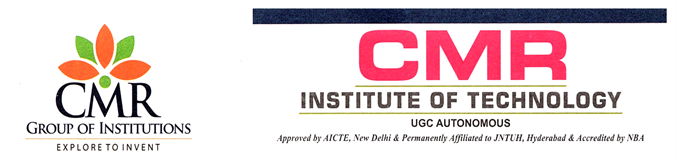 CMR
GROUP OF INSTITUTIONS
EXPLORE TO INVENT
CMR
INSTITUTE OF TECHNOLOGY
UGC AUTONOMOUS
Approved by AICTE, New Delhi & Permanently Affiliated to JNTUH, Hyderabad & Accredited by NBA